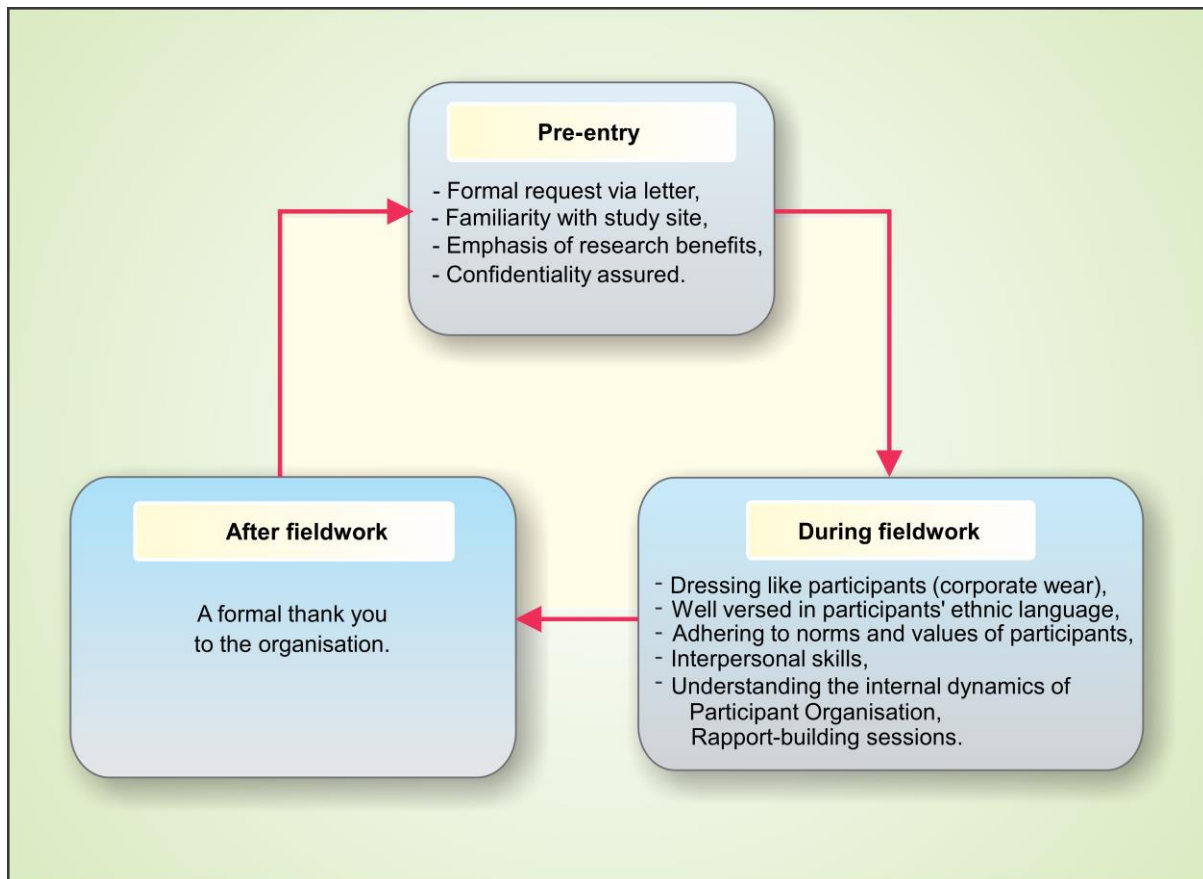 Pre-entry
- Formal request via letter,
- Familiarity with study site,
- Emphasis of research benefits,
- Confidentiality assured.
After fieldwork
A formal thank you
to the organisation.
During fieldwork
- Dressing like participants (corporate wear),
- Well versed in participants' ethnic language,
- Adhering to norms and values of participants,
- Interpersonal skills,
- Understanding the internal dynamics of
Participant Organisation,
Rapport-building sessions.